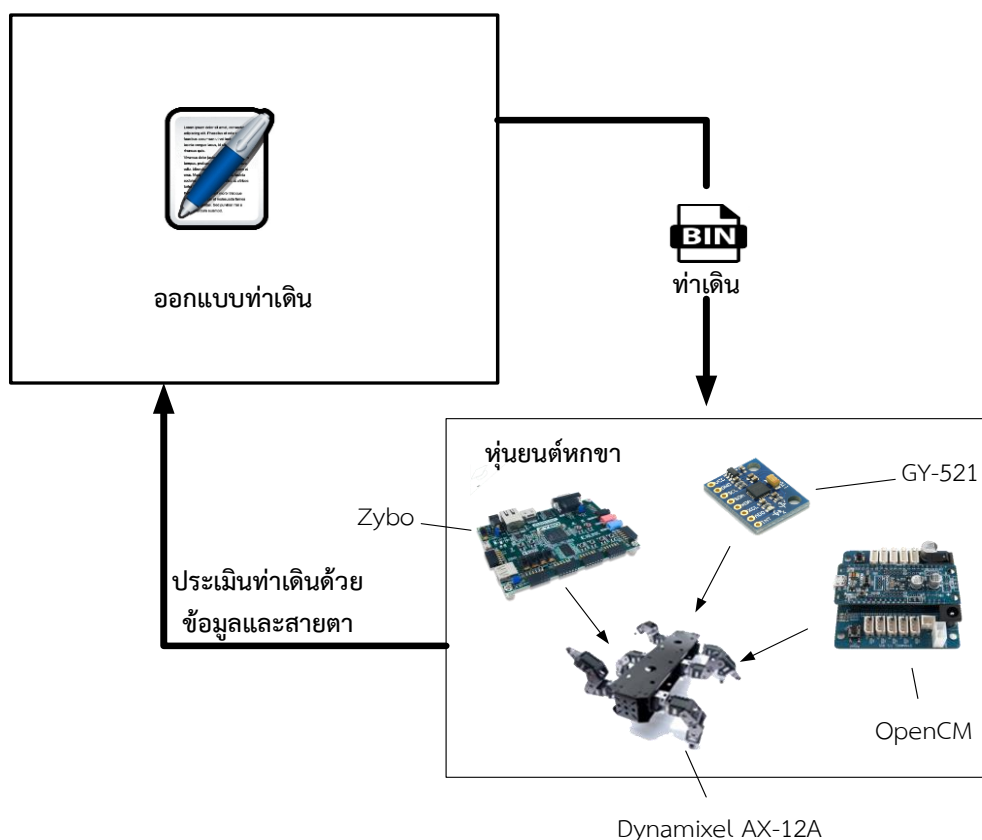 ออกแบบท่าเดิน
BIN
ท่าเดิน
หุ่นยนต์หกขา
GY-521
Zybo
ประเมินท่าเดินด้วย
ข้อมูลและสายตา
OpenCM
Dynamixel AX-12A